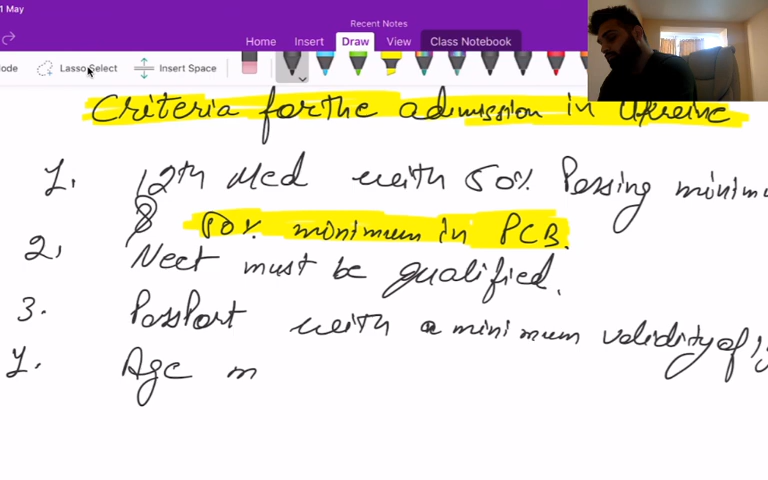 1 May
Recent Notes
Home Insert Draw View Class Notebook
ode Lasso Select Insert Space
Criteria for the admission in Ukraine
1. 12th Med with 50% Passing minim
& 50% minimum in PCB.
2, Neet must be qualified.
3. PassPort with a minimum validity of
4. Age m